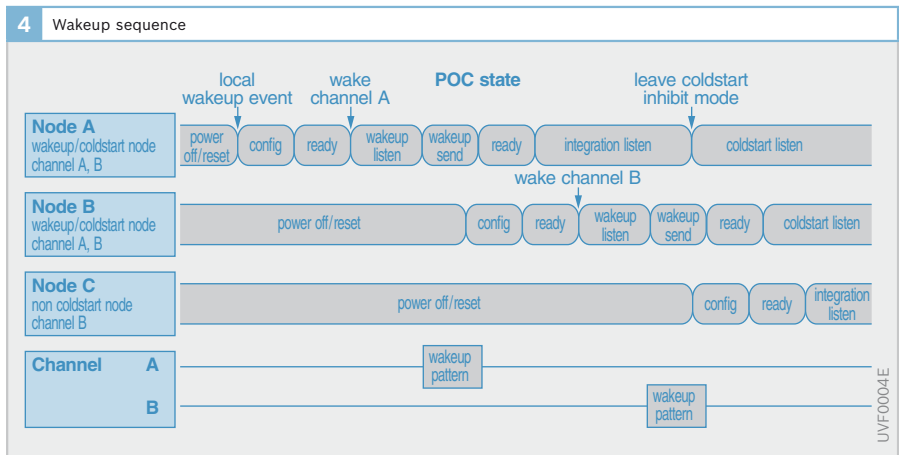 4 Wakeup sequence
local
wakeup event
wake
channel A
POC state
leave coldstart
inhibit mode
Node A
wakeup/coldstart node
channel A, B
power
off/reset
config
ready
wakeup
listen
wakeup
send
ready
integration listen
coldstart listen
wake channel B
Node B
wakeup/coldstart node
channel A, B
power off/reset
config
ready
wakeup
listen
wakeup
send
ready
coldstart listen
Node C
non coldstart node
channel B
power off/reset
config
ready
integration
listen
Channel A
B
wakeup
pattern
wakeup
pattern
UVF0004E